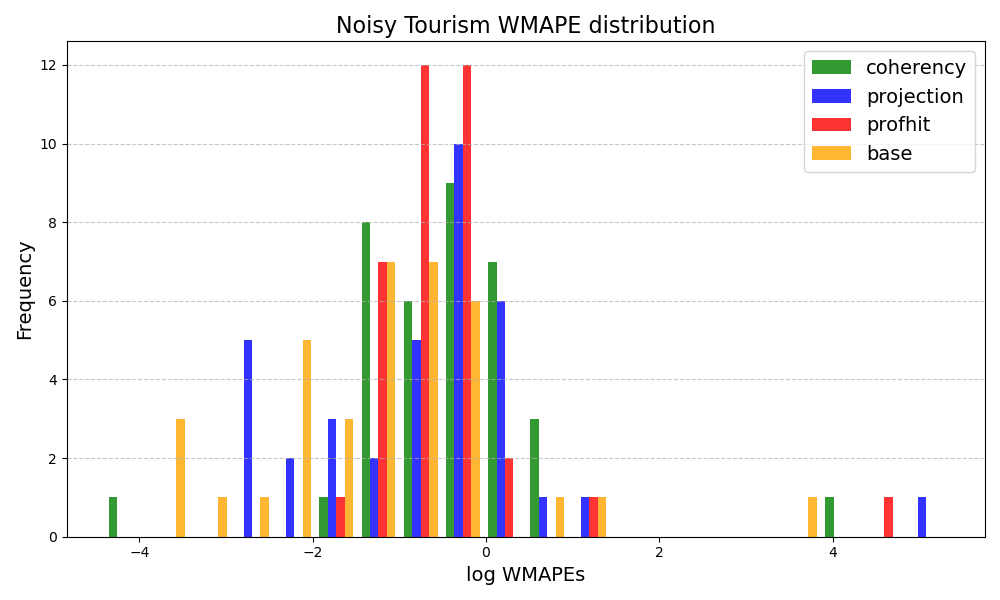 Noisy Tourism WMAPE distribution
12
10
8
6
4
2
0
Frequency
coherency
projection
profhit
base
−4
−2
0
2
4
log WMAPEs